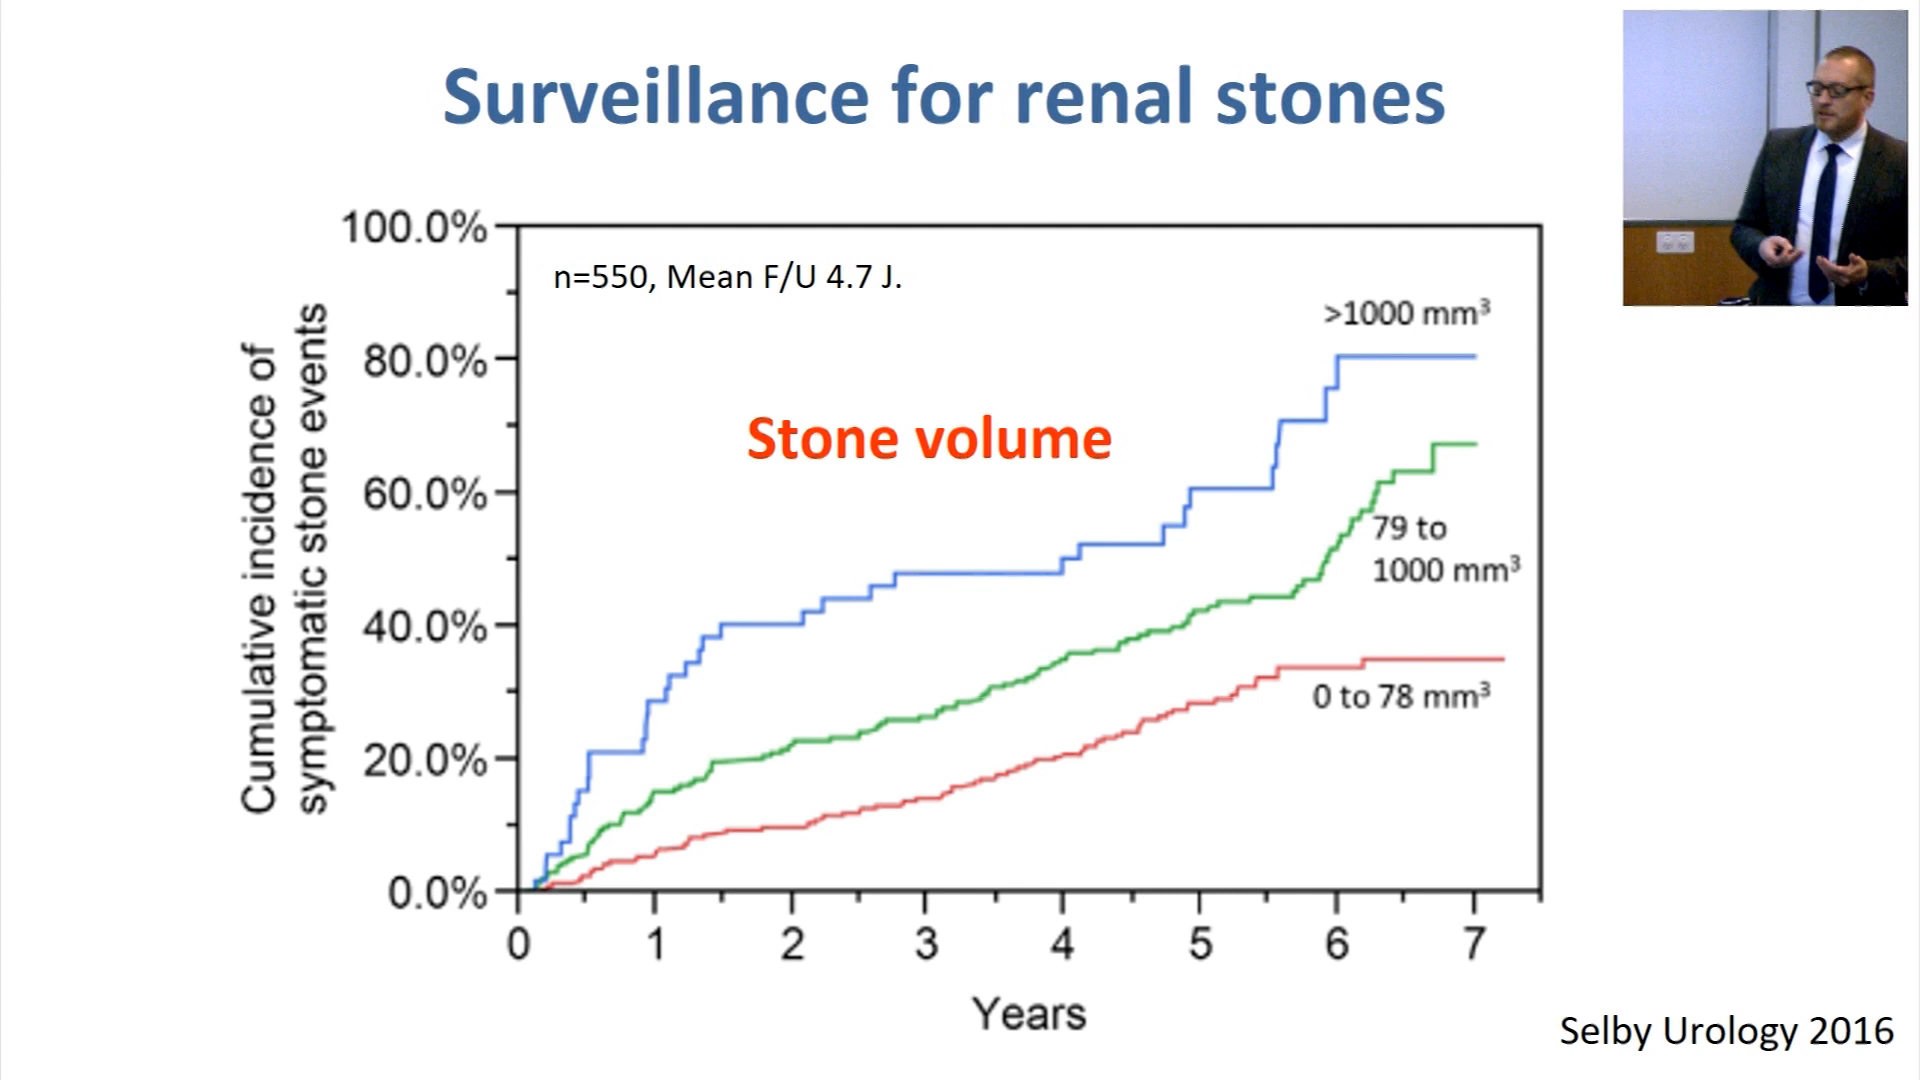 Surveillance for renal stones
100.0%
80.0%
60.0%
40.0%
20.0%
0.0%
Cumulative incidence of
symptomatic stone events
n=550, Mean F/U 4.7 J.
Stone volume
>1000 mm³
79 to
1000 mm³
0 to 78 mm³
0 1 2 3 4 5 6 7
Years
Selby Urology 2016